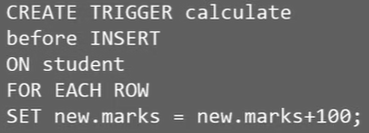 CREATE TRIGGER calculate
before INSERT
ON student
FOR EACH ROW
SET new.marks = new.marks+100;